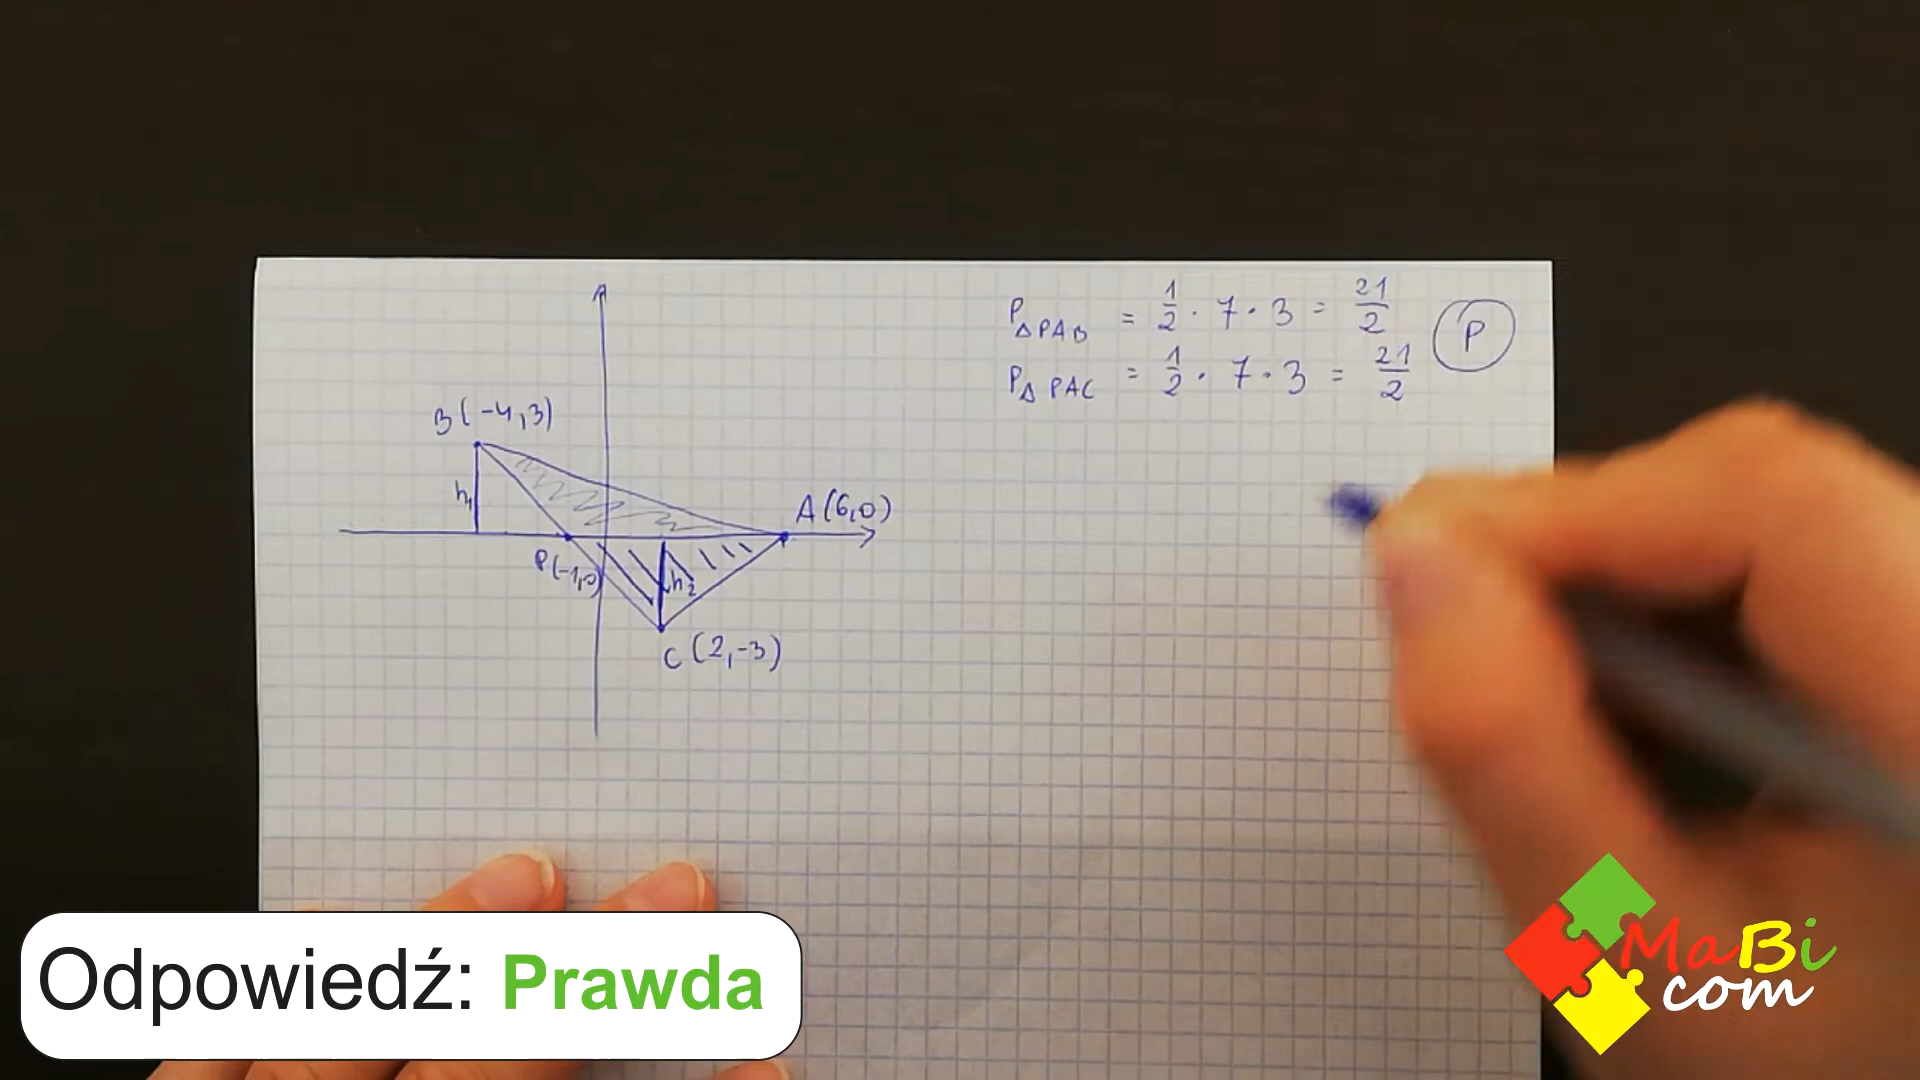 P△PAB = 1/2 · 7 · 3 = 21/2
P
P△PAC = 1/2 · 7 · 3 = 21/2
B(-4,3)
h1
A(6,0)
P(-1,0)
h2
C(2,-3)
Odpowiedź: Prawda
MaBi
com